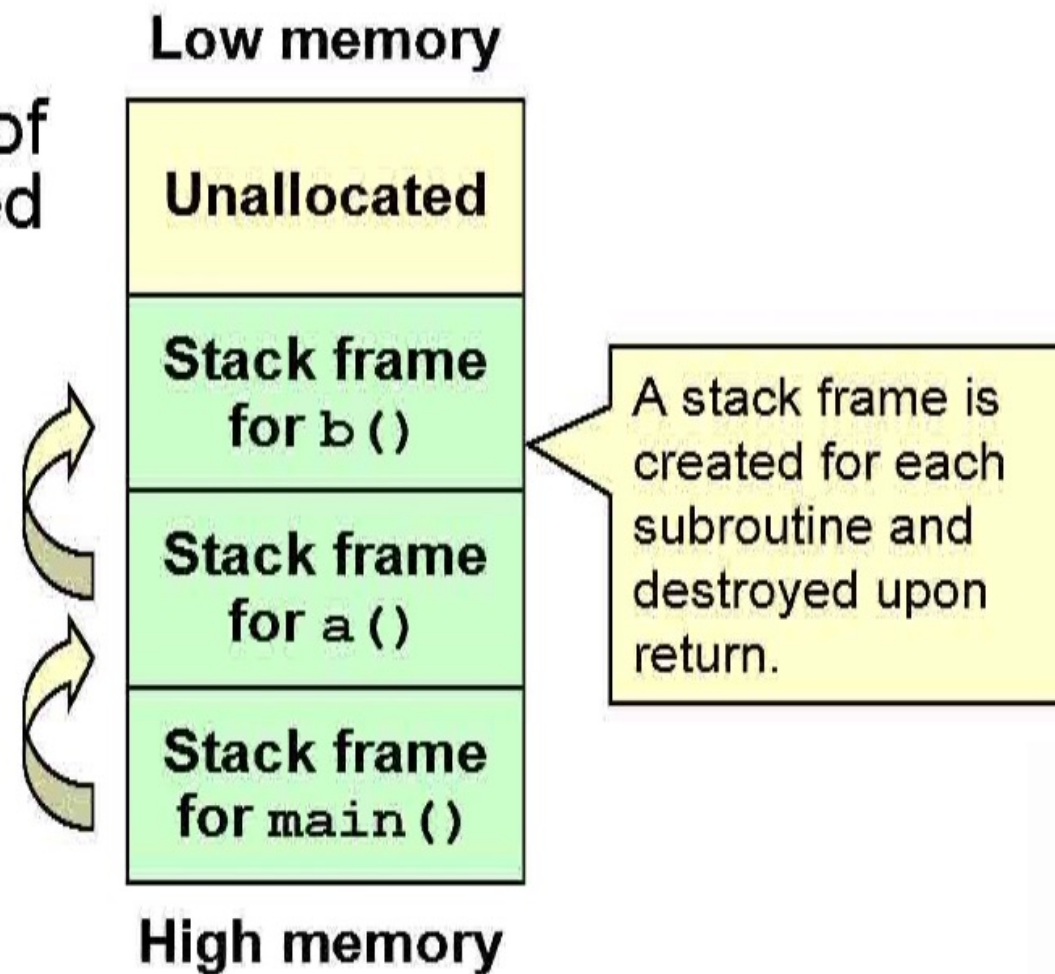 Low memory
of
Unallocated
Stack frame
for b()
A stack frame is
created for each
subroutine and
destroyed upon
return.
Stack frame
for a()
Stack frame
for main()
High memory